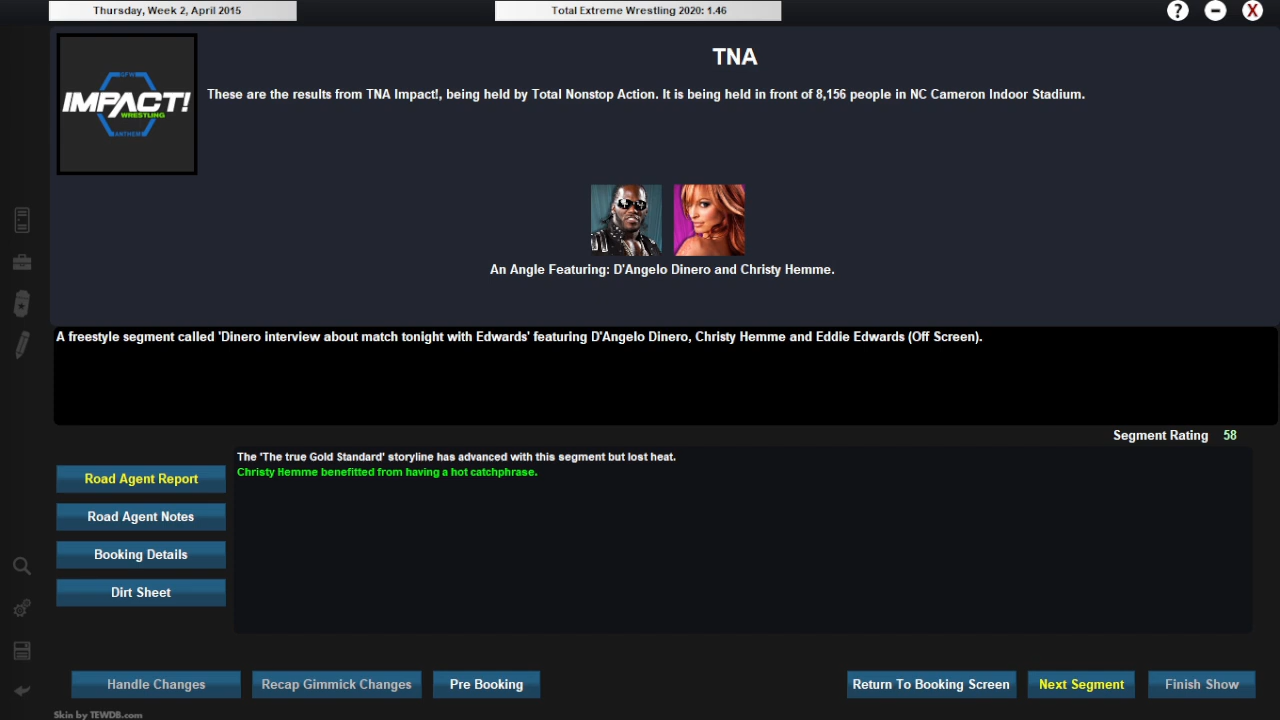 Thursday, Week 2, April 2015
Total Extreme Wrestling 2020: 1.46
? - X
TNA
GFW
IMPACT!
WRESTLING
ANTHEM
These are the results from TNA Impact!, being held by Total Nonstop Action. It is being held in front of 8,156 people in NC Cameron Indoor Stadium.
An Angle Featuring: D'Angelo Dinero and Christy Hemme.
A freestyle segment called 'Dinero interview about match tonight with Edwards' featuring D'Angelo Dinero, Christy Hemme and Eddie Edwards (Off Screen).
Segment Rating 58
The 'The true Gold Standard' storyline has advanced with this segment but lost heat.
Christy Hemme benefitted from having a hot catchphrase.
Road Agent Report
Road Agent Notes
Booking Details
Dirt Sheet
Handle Changes
Recap Gimmick Changes
Pre Booking
Return To Booking Screen
Next Segment
Finish Show
Skin by TEWDB.com